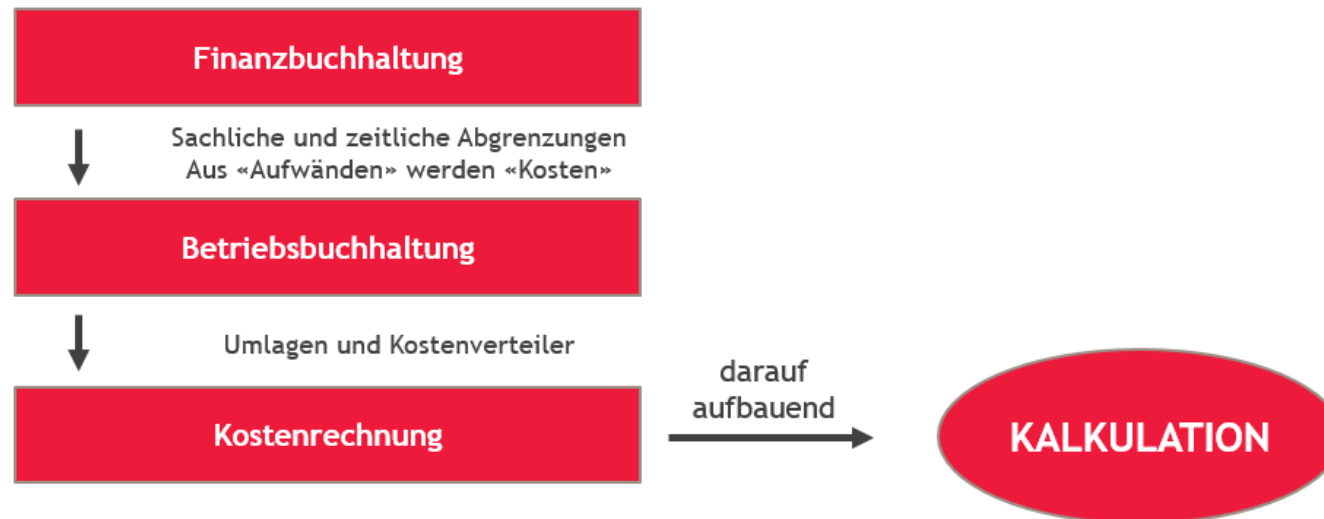 Finanzbuchhaltung
Sachliche und zeitliche Abgrenzungen
Aus «Aufwänden» werden «Kosten»
Betriebsbuchhaltung
Umlagen und Kostenverteiler
Kostenrechnung
darauf
aufbauend
KALKULATION